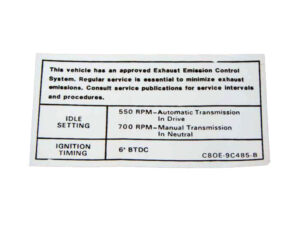 This vehicle has an approved Exhaust Emission Control
System. Regular service is essential to minimize exhaust
emissions. Consult service publications for service intervals
and procedures.
IDLE
SETTING
550 RPM-Automatic Transmission
In Drive
700 RPM-Manual Transmission
In Neutral
IGNITION
TIMING
6° BTDC
C8OE-9C485-B